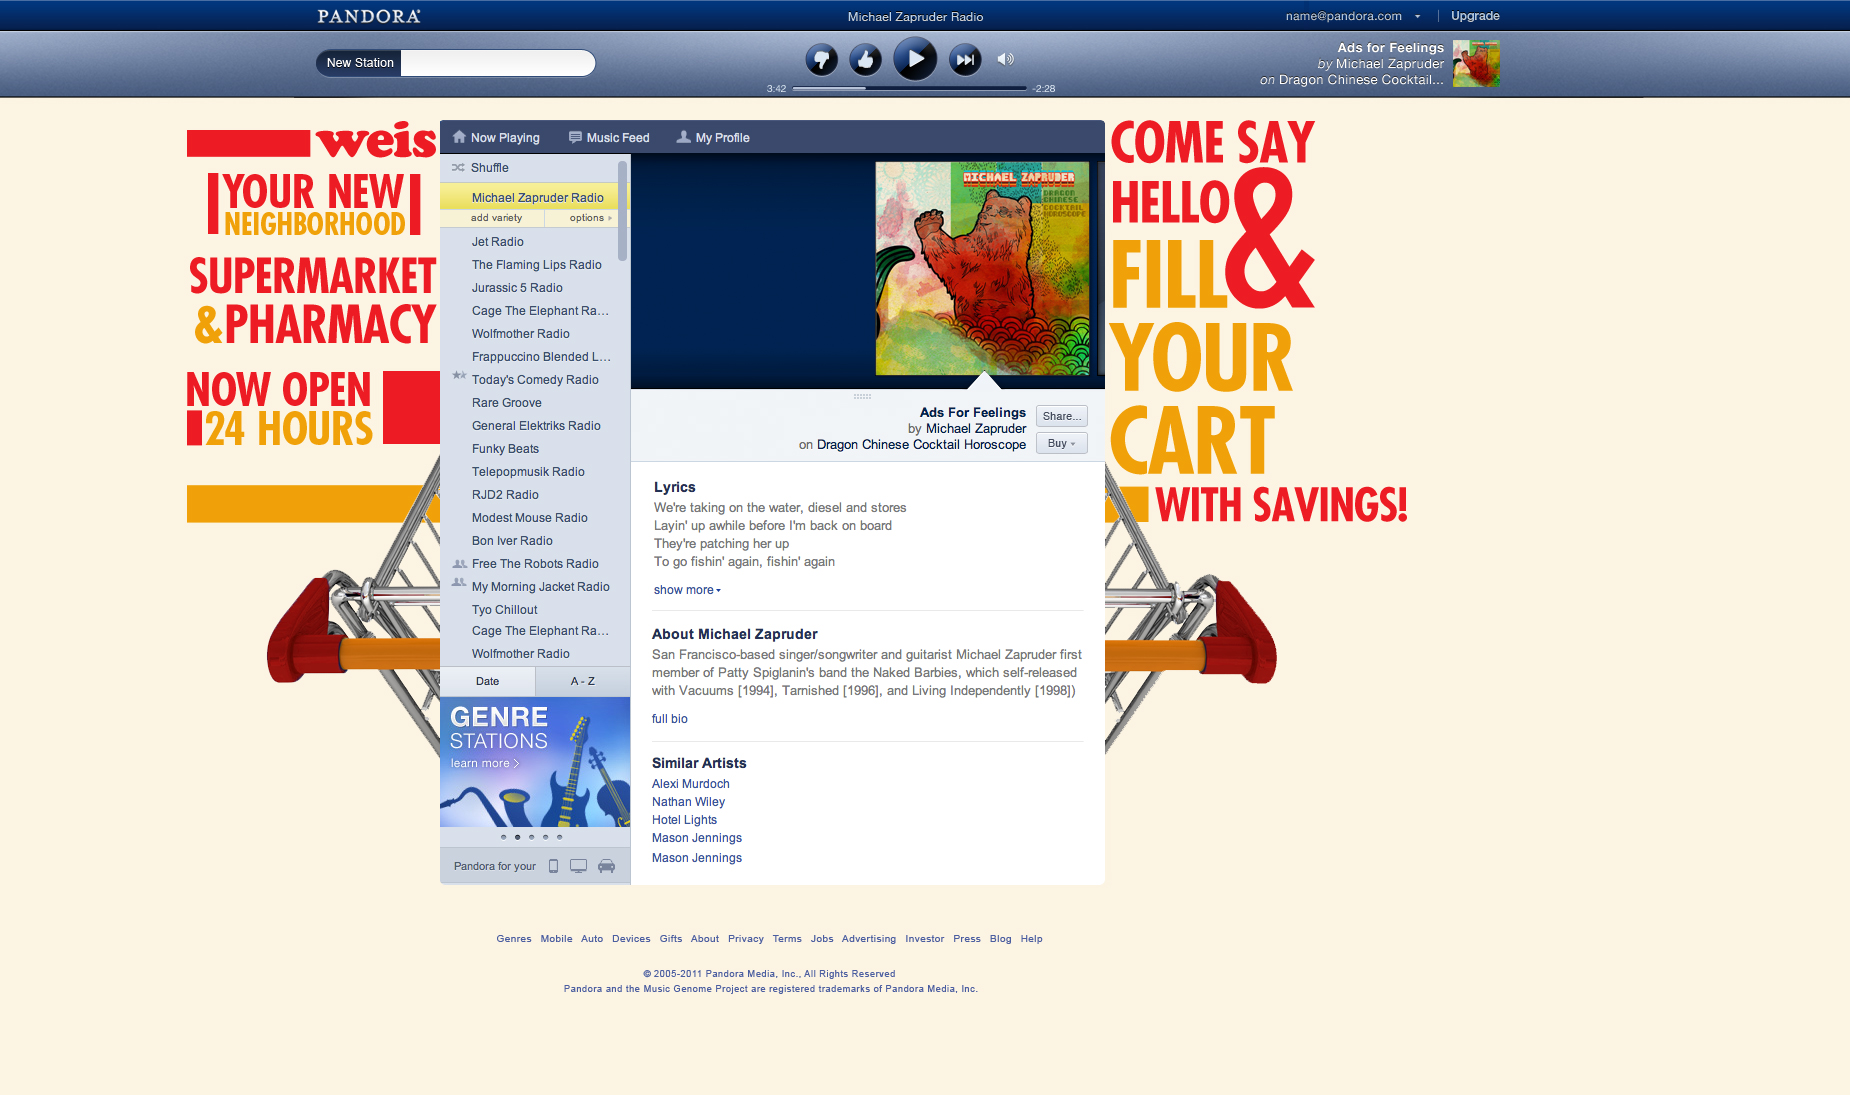 PANDORA®
Michael Zapruder Radio
name@pandora.com
Upgrade
New Station
3:42
-2:28
Ads for Feelings
by Michael Zapruder
on Dragon Chinese Cocktail...
weis
YOUR NEW
NEIGHBORHOOD
SUPERMARKET
&PHARMACY
NOW OPEN
24 HOURS
Now Playing
Music Feed
My Profile
Shuffle
Michael Zapruder Radio
add variety
options
Jet Radio
The Flaming Lips Radio
Jurassic 5 Radio
Cage The Elephant Ra...
Wolfmother Radio
Frappuccino Blended L...
Today's Comedy Radio
Rare Groove
General Elektriks Radio
Funky Beats
Telepopmusik Radio
RJD2 Radio
Modest Mouse Radio
Bon Iver Radio
Free The Robots Radio
My Morning Jacket Radio
Tyo Chillout
Cage The Elephant Ra...
Wolfmother Radio
Date
A - Z
GENRE
STATIONS
learn more >
Pandora for your
MICHAEL ZAPRUDER
DRAGON
CHINESE
COCKTAIL
HOROSCOPE
Ads For Feelings
by Michael Zapruder
on Dragon Chinese Cocktail Horoscope
Share...
Buy
Lyrics
We're taking on the water, diesel and stores
Layin' up awhile before I'm back on board
They're patching her up
To go fishin' again, fishin' again
show more
About Michael Zapruder
San Francisco-based singer/songwriter and guitarist Michael Zapruder first
member of Patty Spiglanin's band the Naked Barbies, which self-released
with Vacuums [1994], Tarnished [1996], and Living Independently [1998])
full bio
Similar Artists
Alexi Murdoch
Nathan Wiley
Hotel Lights
Mason Jennings
Mason Jennings
COME SAY
HELLO &
FILL
YOUR
CART
WITH SAVINGS!
Genres Mobile Auto Devices Gifts About Privacy Terms Jobs Advertising Investor Press Blog Help
© 2005-2011 Pandora Media, Inc., All Rights Reserved
Pandora and the Music Genome Project are registered trademarks of Pandora Media, Inc.